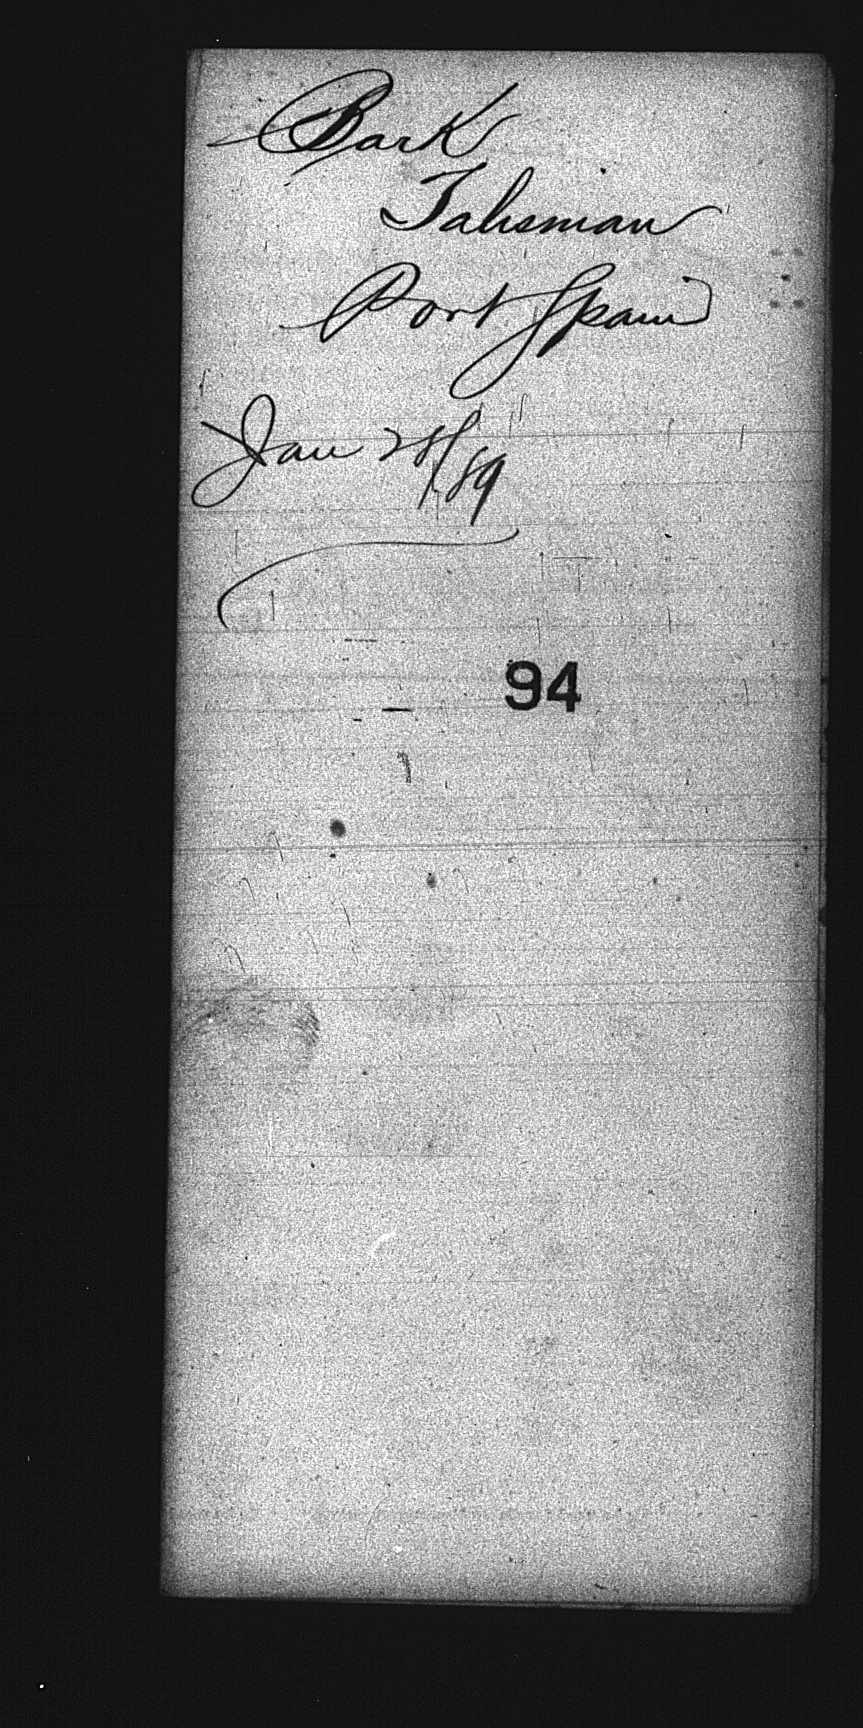 Bark
Talisman
Port Spain
Jan 28/89
94